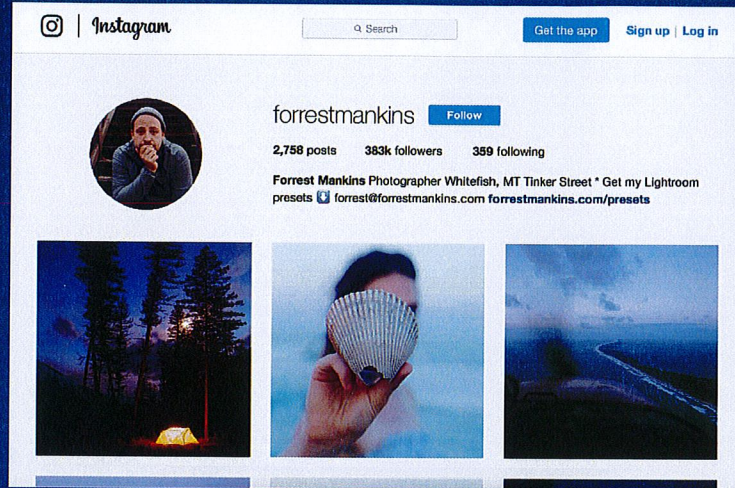 Instagram
Search
Get the app
Sign up | Log in
forrestmankins Follow
2,758 posts 383k followers 359 following
Forrest Mankins Photographer Whitefish, MT Tinker Street * Get my Lightroom
presets ⬇️ forrest@forrestmankins.com forrestmankins.com/presets